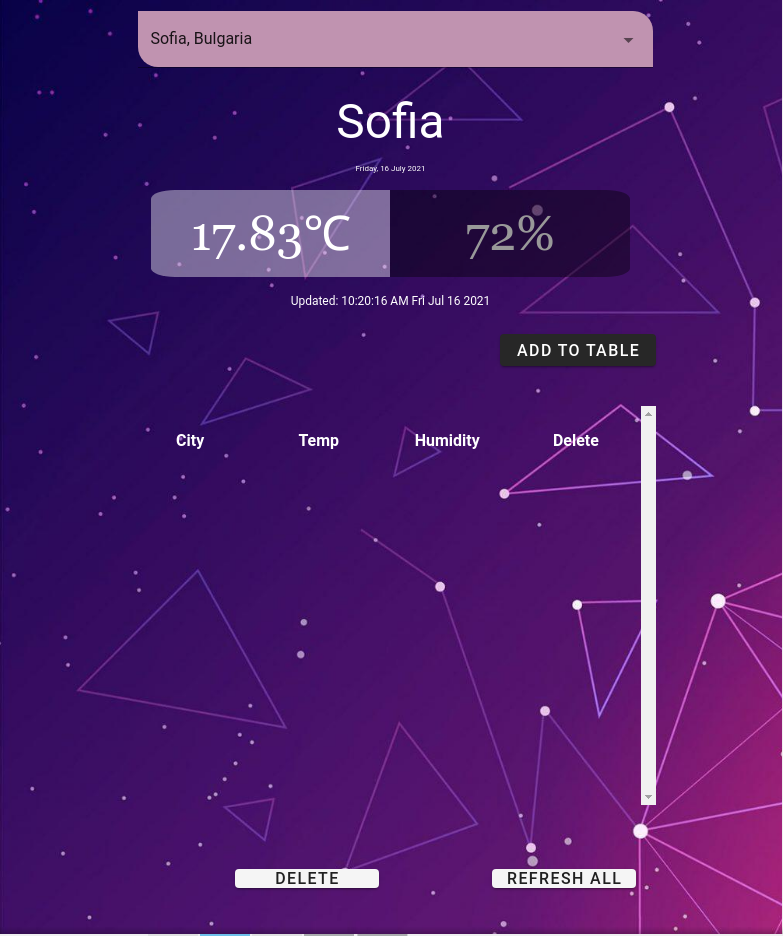 Sofia, Bulgaria
Sofia
Friday, 16 July 2021
17.83℃ 72%
Updated: 10:20:16 AM Fri Jul 16 2021
ADD TO TABLE
City Temp Humidity Delete
DELETE REFRESH ALL